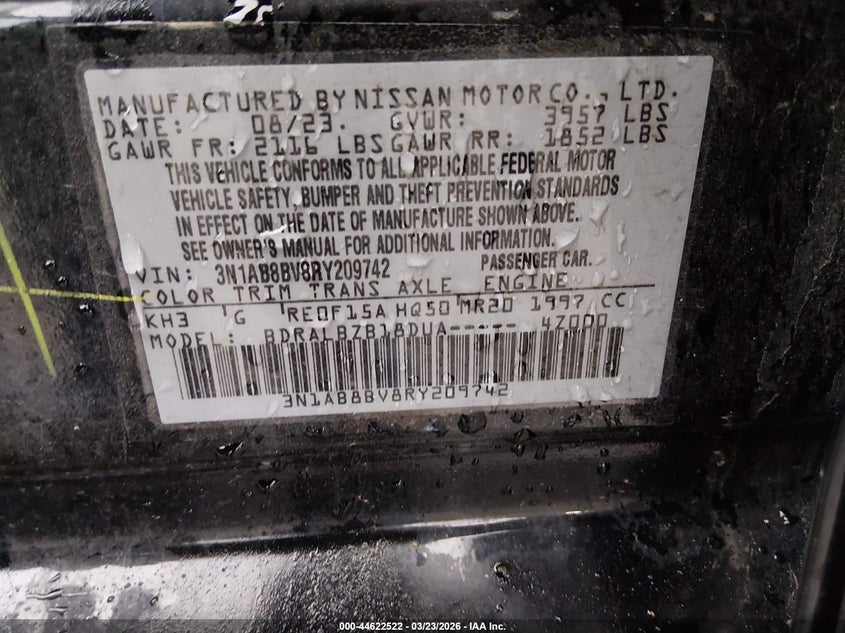 MANUFACTURED BY NISSAN MOTOR CO., LTD.
DATE: 08/23. GVWR: 3957 LBS
GAWR FR: 2116 LBS GAWR RR: 1852 LBS
THIS VEHICLE CONFORMS TO ALL APPLICABLE FEDERAL MOTOR
VEHICLE SAFETY, BUMPER AND THEFT PREVENTION STANDARDS
IN EFFECT ON THE DATE OF MANUFACTURE SHOWN ABOVE.
SEE OWNER'S MANUAL FOR ADDITIONAL INFORMATION.
VIN: 3N1AB8BV8RY209742 PASSENGER CAR.
COLOR TRIM TRANS AXLE ENGINE
KH3 G RE0F15A HQ50 MR20 1997 CC
MODEL: BDRALBZB18DUA----- 4Z000
3N1AB8BV8RY209742
000-44622522 — 03/23/2026 - IAA Inc.